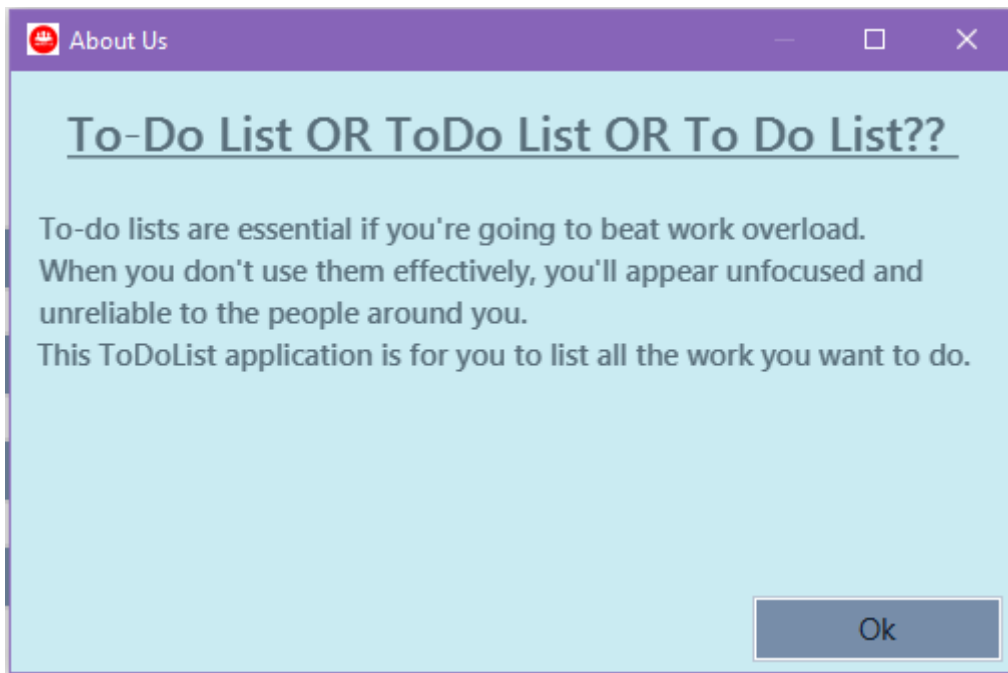 About Us
To-Do List OR ToDo List OR To Do List??
To-do lists are essential if you're going to beat work overload.
When you don't use them effectively, you'll appear unfocused and
unreliable to the people around you.
This ToDoList application is for you to list all the work you want to do.
Ok